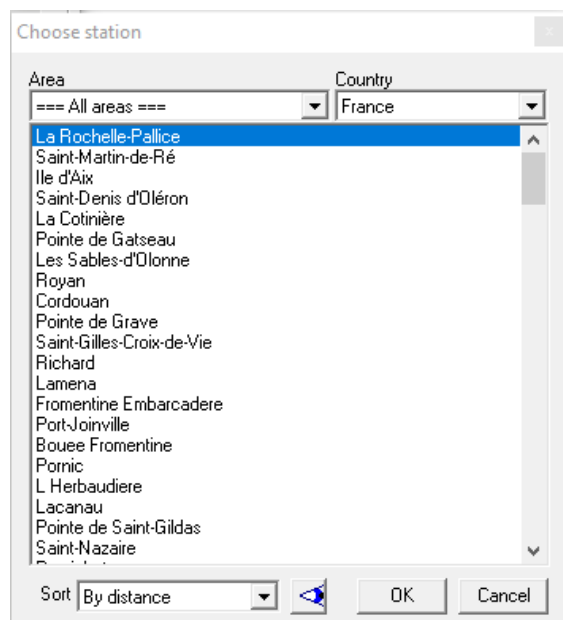 Choose station
Area Country
=== All areas === France
La Rochelle-Pallice
Saint-Martin-de-Ré
Ile d'Aix
Saint-Denis d'Oléron
La Cotinière
Pointe de Gatseau
Les Sables-d'Olonne
Royan
Cordouan
Pointe de Grave
Saint-Gilles-Croix-de-Vie
Richard
Lamena
Fromentine Embarcadere
Port-Joinville
Bouee Fromentine
Pornic
L Herbaudiere
Lacanau
Pointe de Saint-Gildas
Saint-Nazaire
Sort By distance OK Cancel